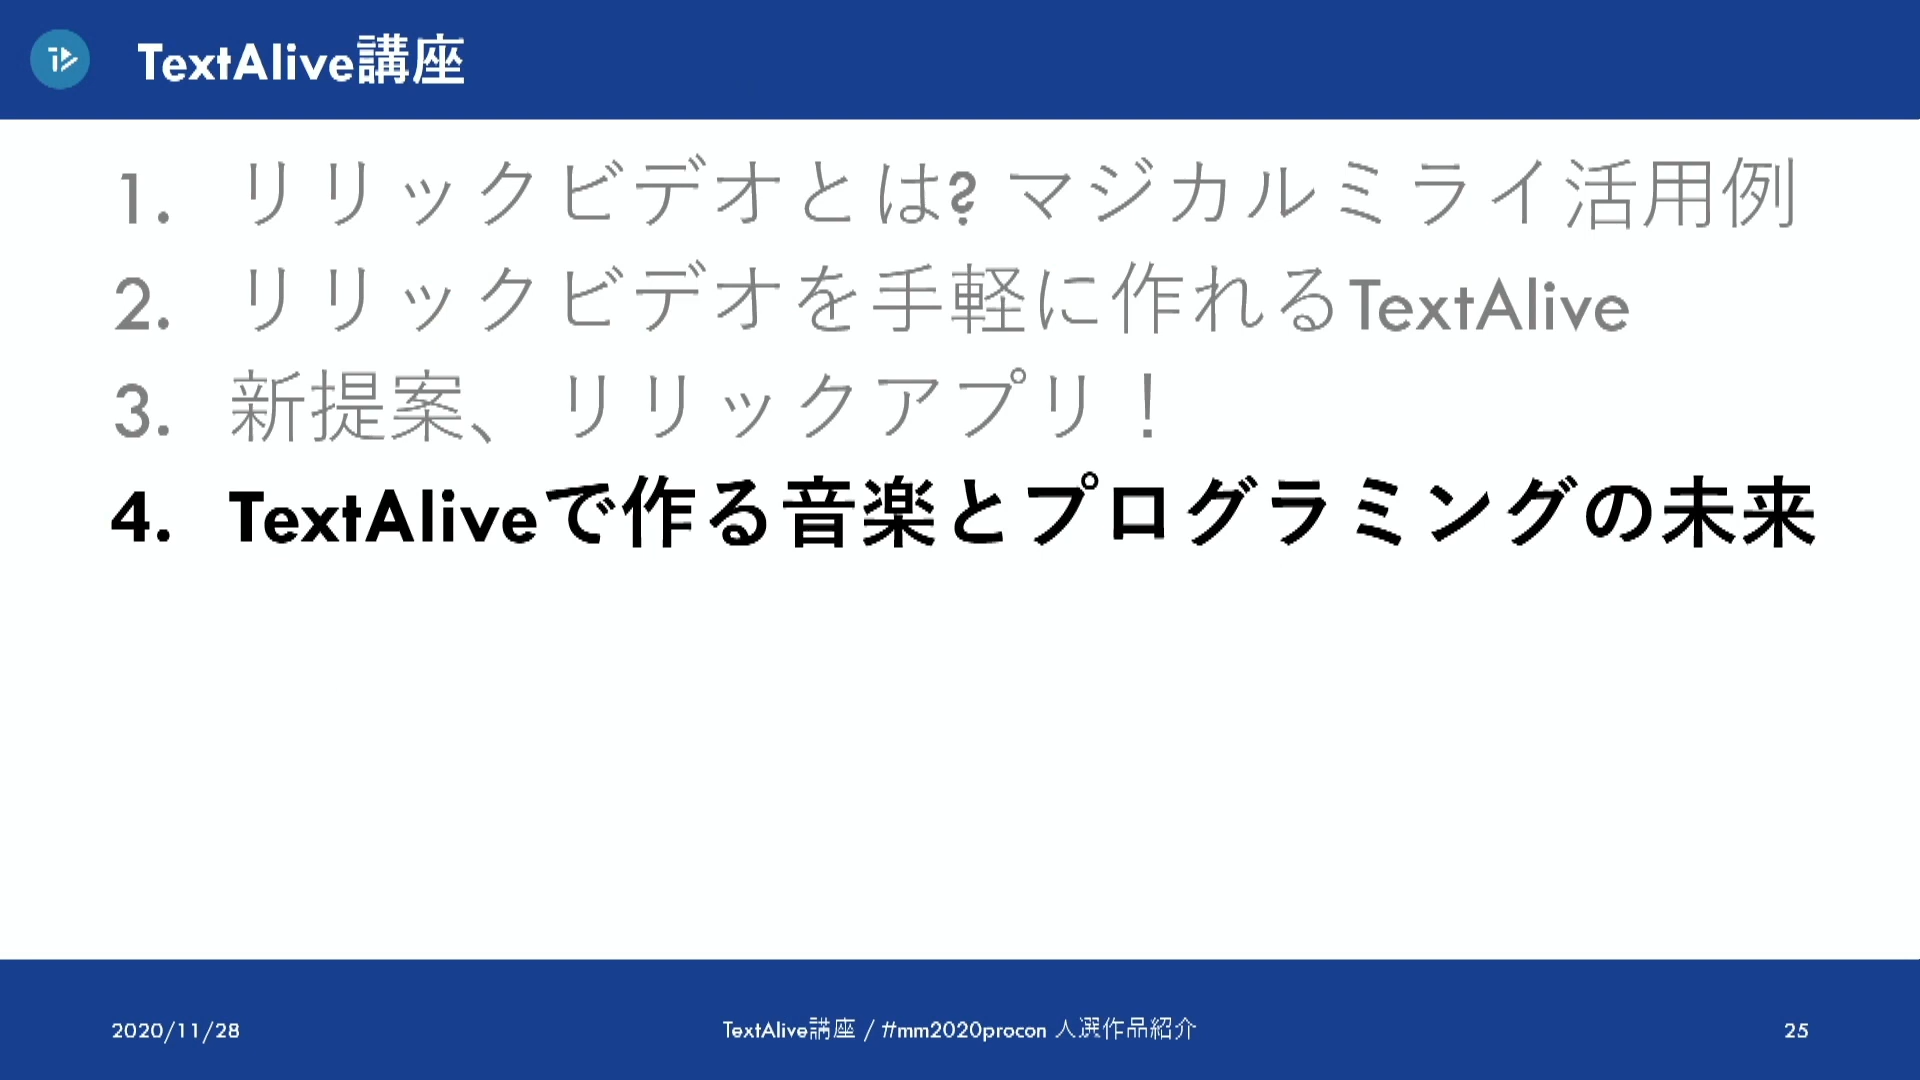 TextAlive講座
1. リリックビデオとは? マジカルミライ活用例
2. リリックビデオを手軽に作れるTextAlive
3. 新提案、リリックアプリ！
4. TextAliveで作る音楽とプログラミングの未来
2020/11/28
TextAlive講座 / #mm2020procon 入選作品紹介
25